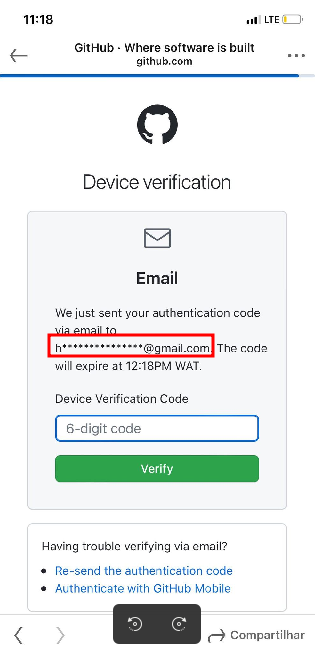 11:18
LTE
GitHub · Where software is built
github.com
Device verification
Email
We just sent your authentication code
via email to
h***************@gmail.com. The code
will expire at 12:18PM WAT.
Device Verification Code
6-digit code
Verify
Having trouble verifying via email?
Re-send the authentication code
Authenticate with GitHub Mobile
Compartilhar